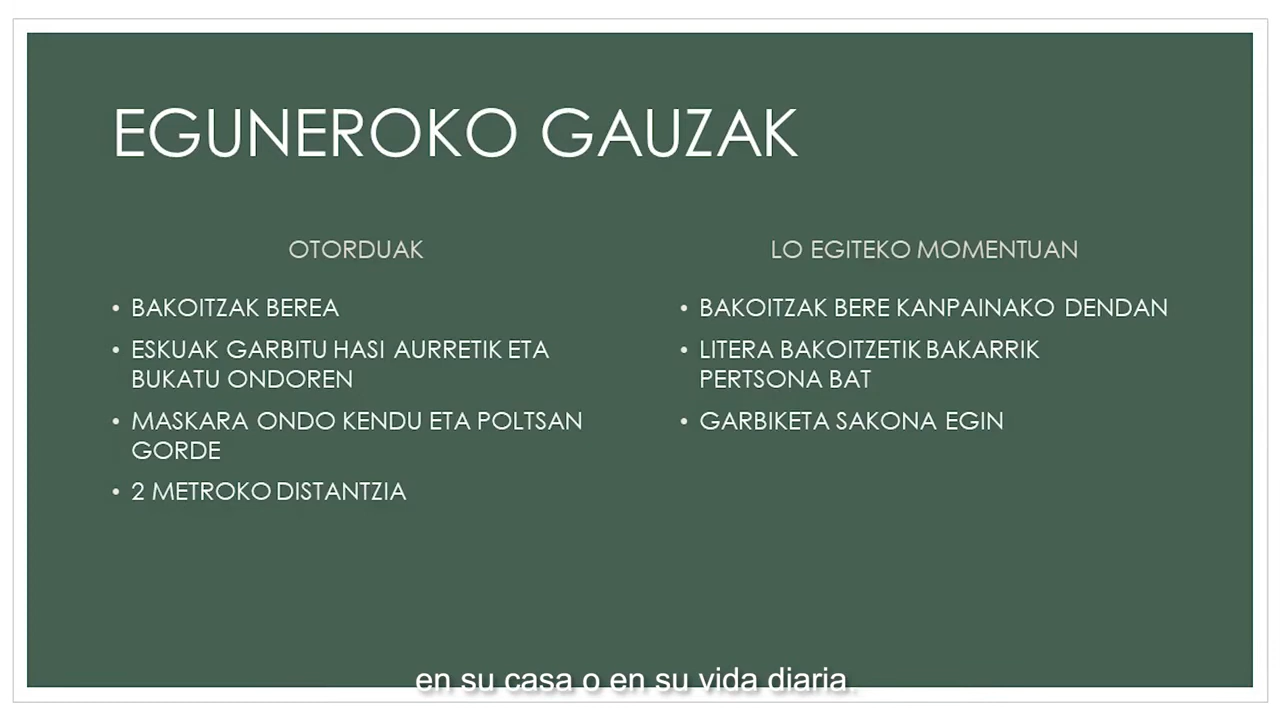 EGUNEROKO GAUZAK
OTORDUAK
• BAKOITZAK BEREA
• ESKUAK GARBITU HASI AURRETIK ETA
BUKATU ONDOREN
• MASKARA ONDO KENDU ETA POLTSAN
GORDE
• 2 METROKO DISTANTZIA
LO EGITEKO MOMENTUAN
• BAKOITZAK BERE KANPAINAKO DENDAN
• LITERA BAKOITZETIK BAKARRIK
PERTSONA BAT
• GARBIKETA SAKONA EGIN
en su casa o en su vida diaria.